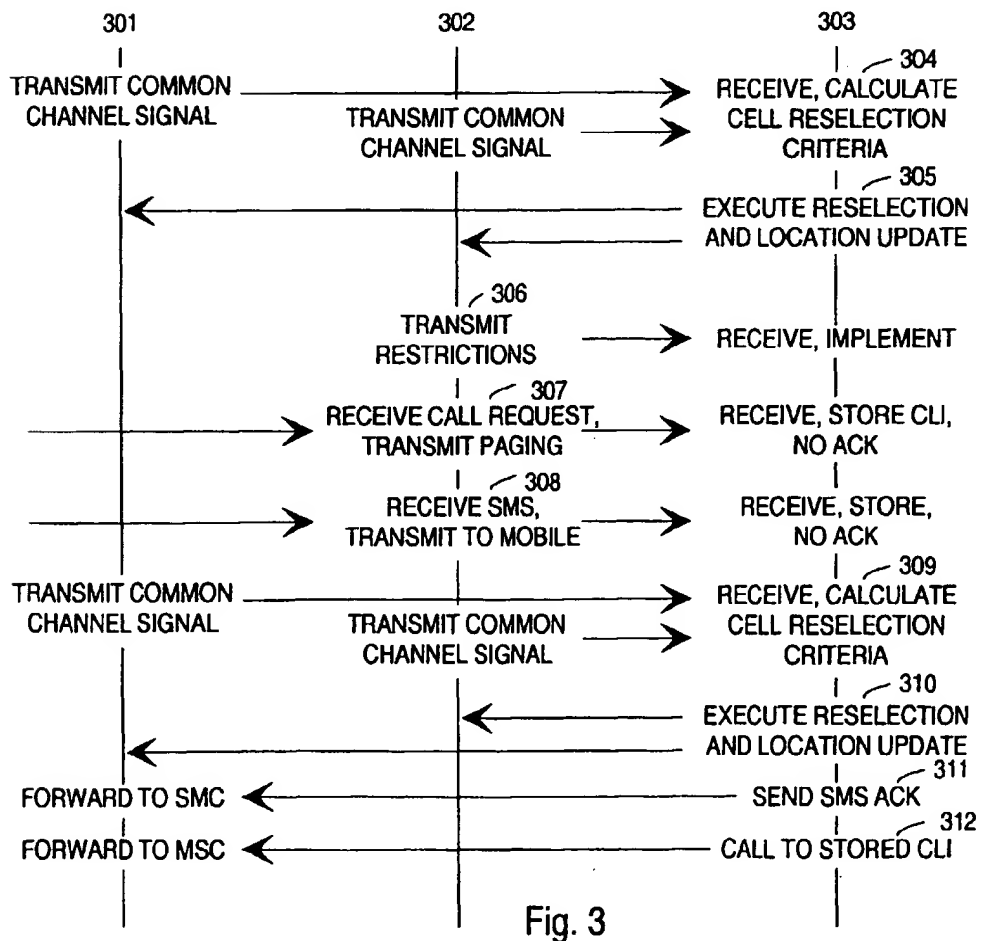 301 302 303
304
TRANSMIT COMMON
CHANNEL SIGNAL
RECEIVE, CALCULATE
CELL RESELECTION
CRITERIA
TRANSMIT COMMON
CHANNEL SIGNAL
305
EXECUTE RESELECTION
AND LOCATION UPDATE
306
TRANSMIT
RESTRICTIONS
RECEIVE, IMPLEMENT
307
RECEIVE CALL REQUEST,
TRANSMIT PAGING
RECEIVE, STORE CLI,
NO ACK
308
RECEIVE SMS,
TRANSMIT TO MOBILE
RECEIVE, STORE,
NO ACK
309
TRANSMIT COMMON
CHANNEL SIGNAL
RECEIVE, CALCULATE
CELL RESELECTION
CRITERIA
TRANSMIT COMMON
CHANNEL SIGNAL
310
EXECUTE RESELECTION
AND LOCATION UPDATE
311
FORWARD TO SMC
SEND SMS ACK
312
FORWARD TO MSC
CALL TO STORED CLI
Fig. 3